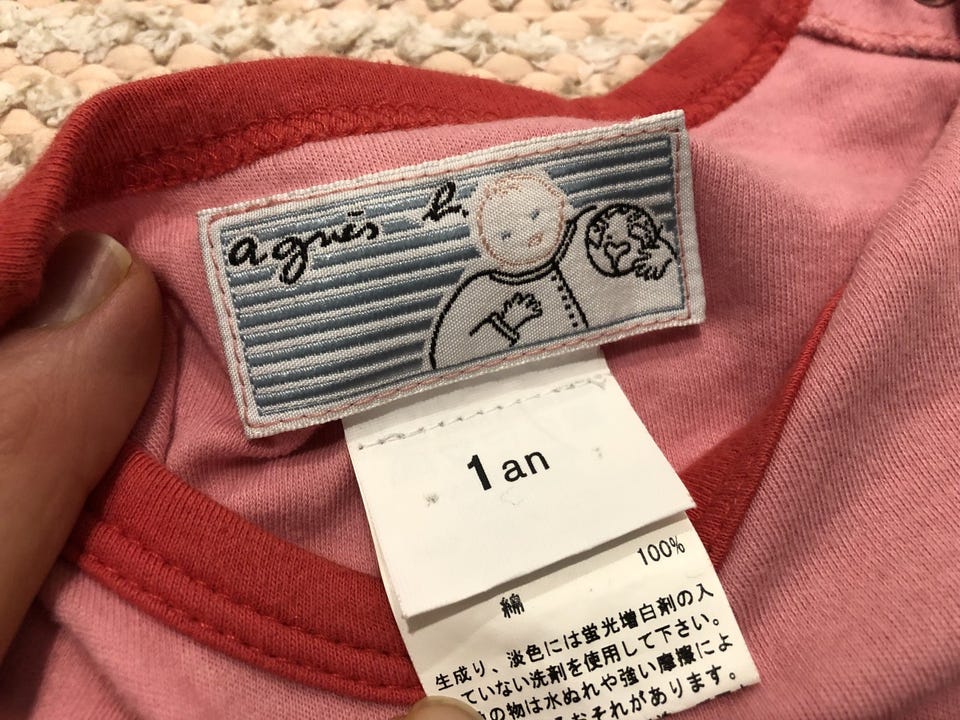 agnès b.
1 an
100%
綿
生成り、淡色には蛍光増白剤の入
ていない洗剤を使用して下さい。
の物は水ぬれや強い摩擦によ
おそれがあります。